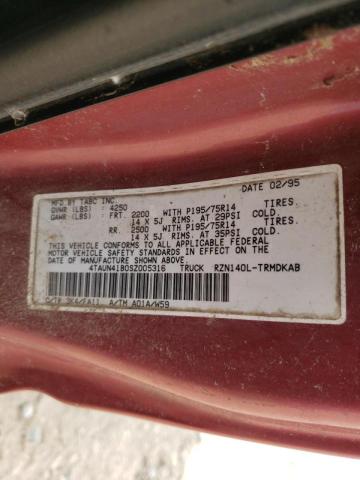 MFD BY TABC INC. DATE 02/95
GVWR (LBS) : 4250
GAWR (LBS) : FRT. 2200 WITH P195/75R14 TIRES
14 X 5J RIMS. AT 29PSI COLD.
RR. 2500 WITH P195/75R14 TIRES
14 X 5J RIMS. AT 35PSI COLD.
THIS VEHICLE CONFORMS TO ALL APPLICABLE FEDERAL
MOTOR VEHICLE SAFETY STANDARDS IN EFFECT ON THE
DATE OF MANUFACTURE SHOWN ABOVE.
4TAUN41B0SZ005316 TRUCK RZN140L-TRMDKAB
C/TR 3K4/FA11 A/TM A01A/W59